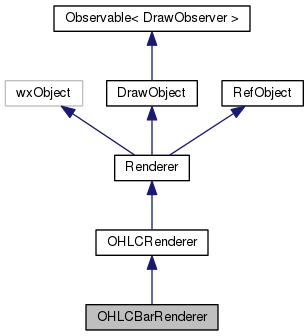 Observable< DrawObserver >
wxObject
DrawObject
RefObject
Renderer
OHLCRenderer
OHLCBarRenderer